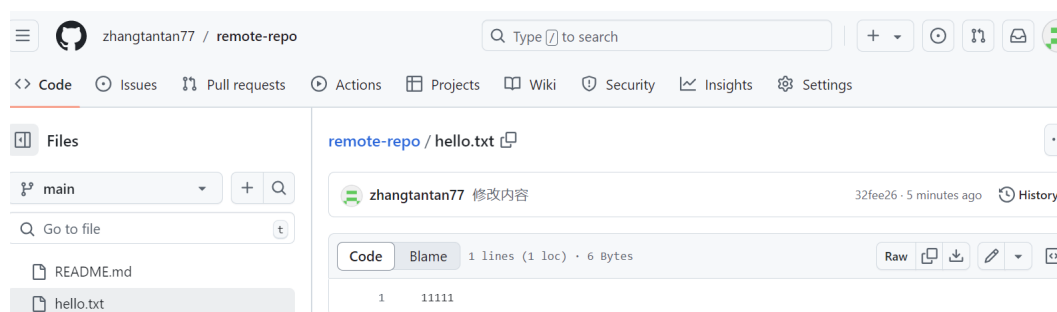 zhangtantan77 / remote-repo
Type / to search
Code Issues Pull requests Actions Projects Wiki Security Insights Settings
Files
remote-repo / hello.txt
main
zhangtantan77 修改内容
32fee26 · 5 minutes ago
History
Go to file
t
Code Blame 1 lines (1 loc) · 6 Bytes
Raw
README.md
hello.txt
1 11111